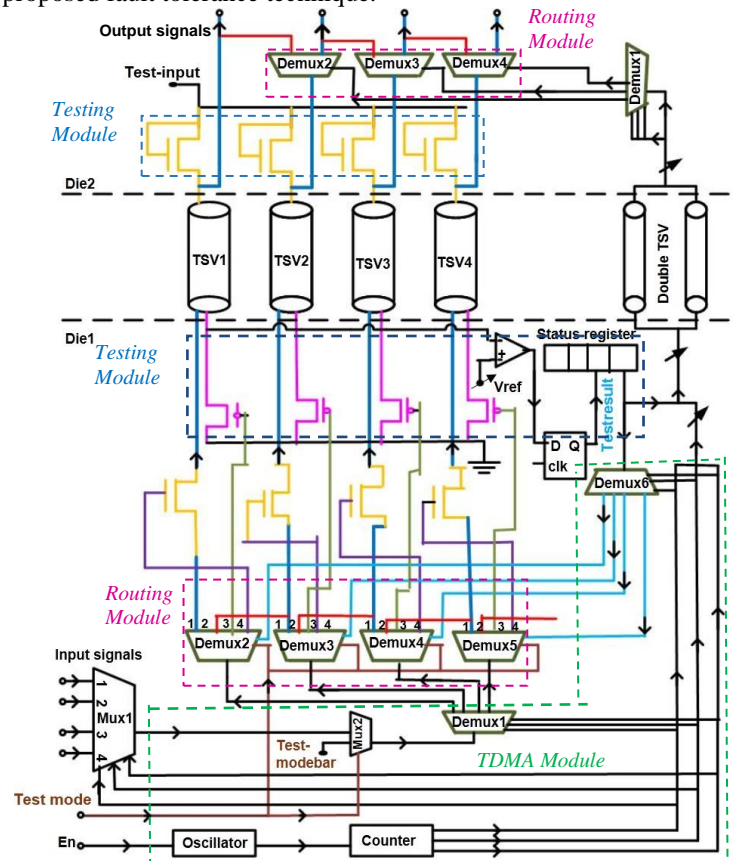 proposed fault tolerance technique.
Output signals
Routing
Module
Demux2
Demux3
Demux4
Demux1
Test-input
Testing
Module
Die2
TSV1
TSV2
TSV3
TSV4
Double TSV
Die1
Status register
Testing
Module
- +
Vref
Testresult
D Q
clk
Demux6
Routing
Module
1 2 3 4
1 2 3 4
1 2 3 4
1 2 3 4
Demux2
Demux3
Demux4
Demux5
Input signals
1
2
3
4
Mux1
Mux2
Demux1
Test-
modebar
TDMA Module
Test mode
En
Oscillator
Counter